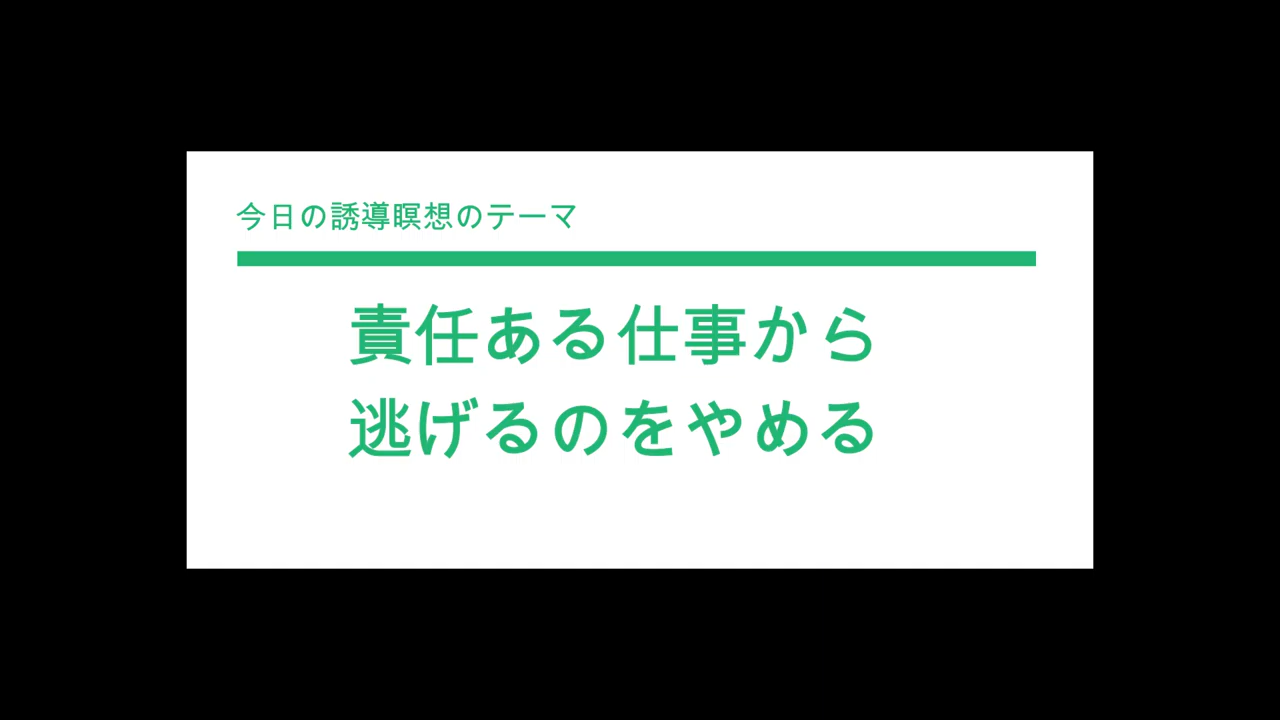 今日の誘導瞑想のテーマ
責任ある仕事から
逃げるのをやめる